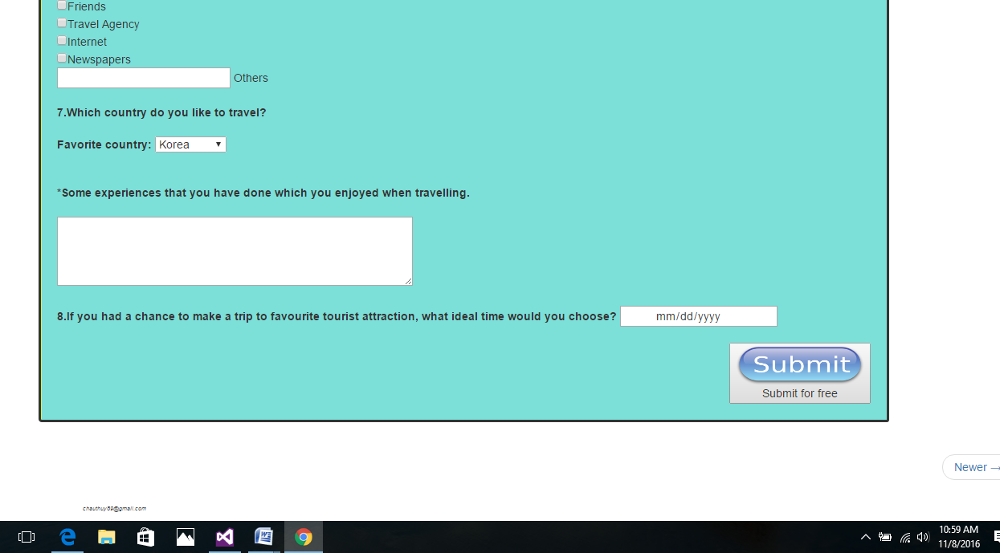 Friends
Travel Agency
Internet
Newspapers
Others
7.Which country do you like to travel?
Favorite country: Korea
*Some experiences that you have done which you enjoyed when travelling.
8.If you had a chance to make a trip to favourite tourist attraction, what ideal time would you choose? mm/dd/yyyy
Submit
Submit for free
Newer →
chauthuy69@gmail.com
10:59 AM
11/8/2016